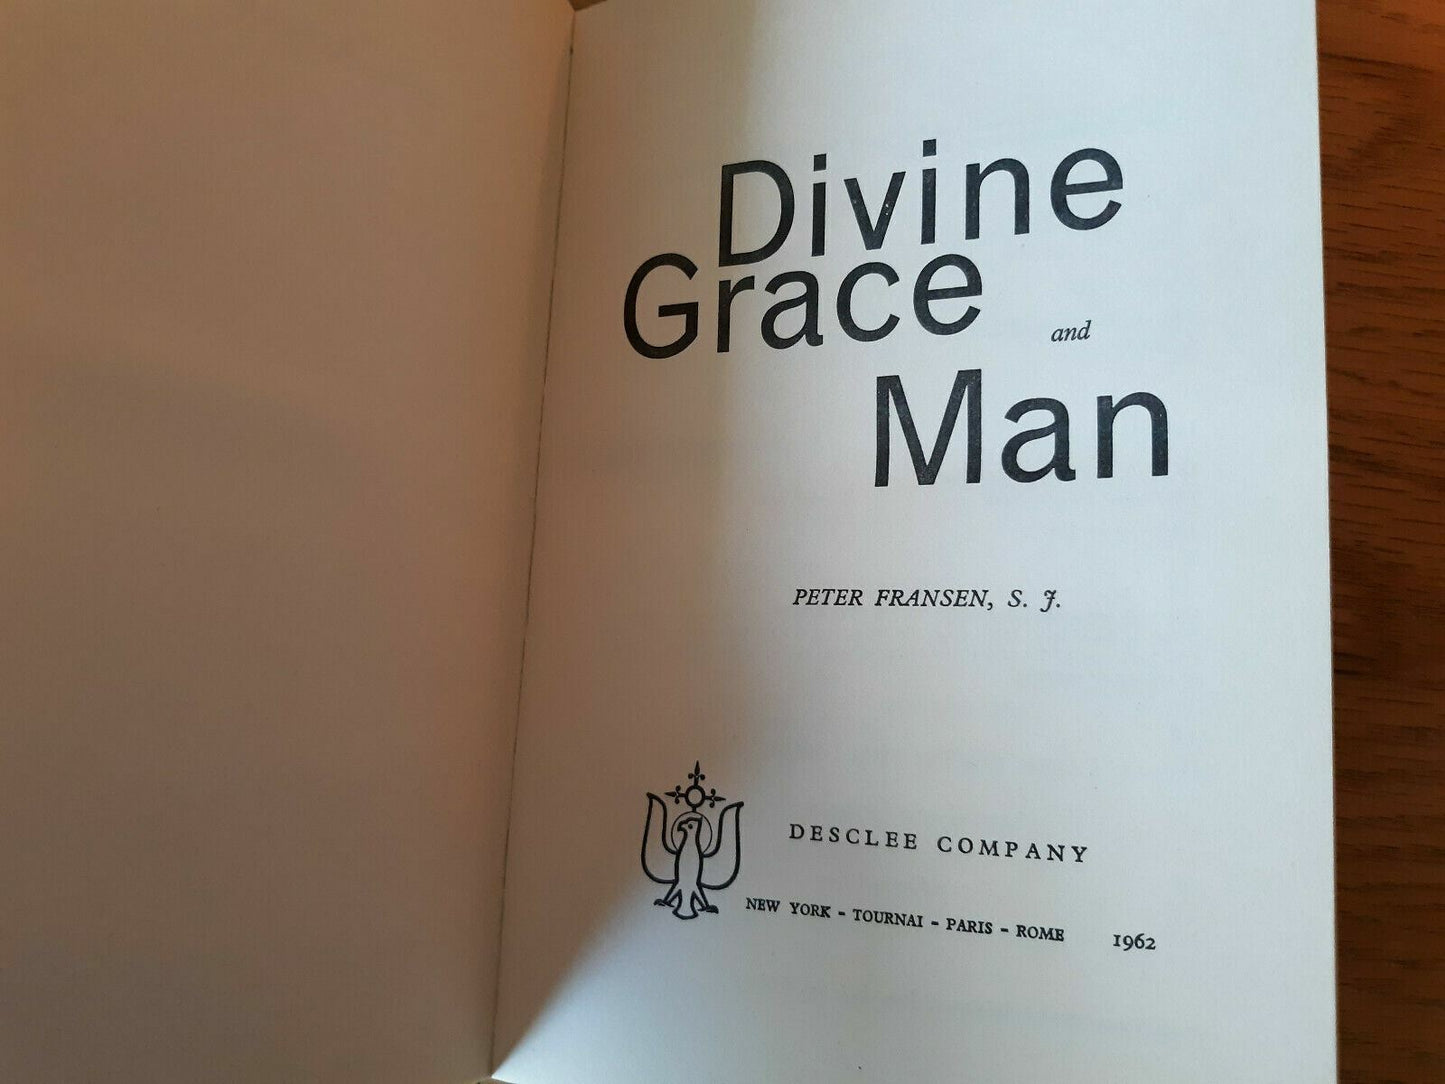 Divine
Grace and
Man
PETER FRANSEN, S. J.
DESCLEE COMPANY
NEW YORK - TOURNAI - PARIS - ROME 1962